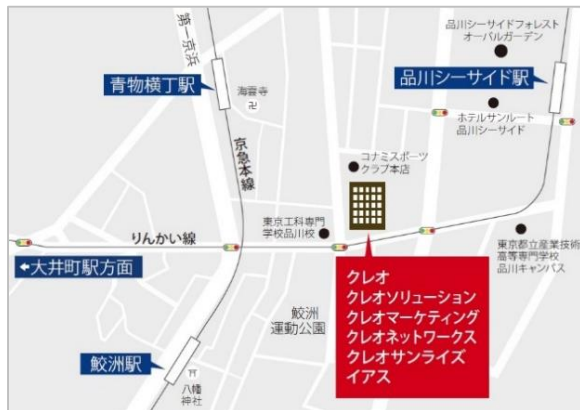 第一京浜
品川シーサイドフォレスト
オーバルガーデン
青物横丁駅
海雲寺
品川シーサイド駅
ホテルサンルート
品川シーサイド
京急本線
コナミスポーツ
クラブ本店
東京工科専門
学校品川校
りんかい線
東京都立産業技術
高等専門学校
品川キャンパス
←大井町駅方面
クレオ
クレオソリューション
クレオマーケティング
クレオネットワークス
クレオサンライズ
イアス
鮫洲
運動公園
鮫洲駅
八幡
神社